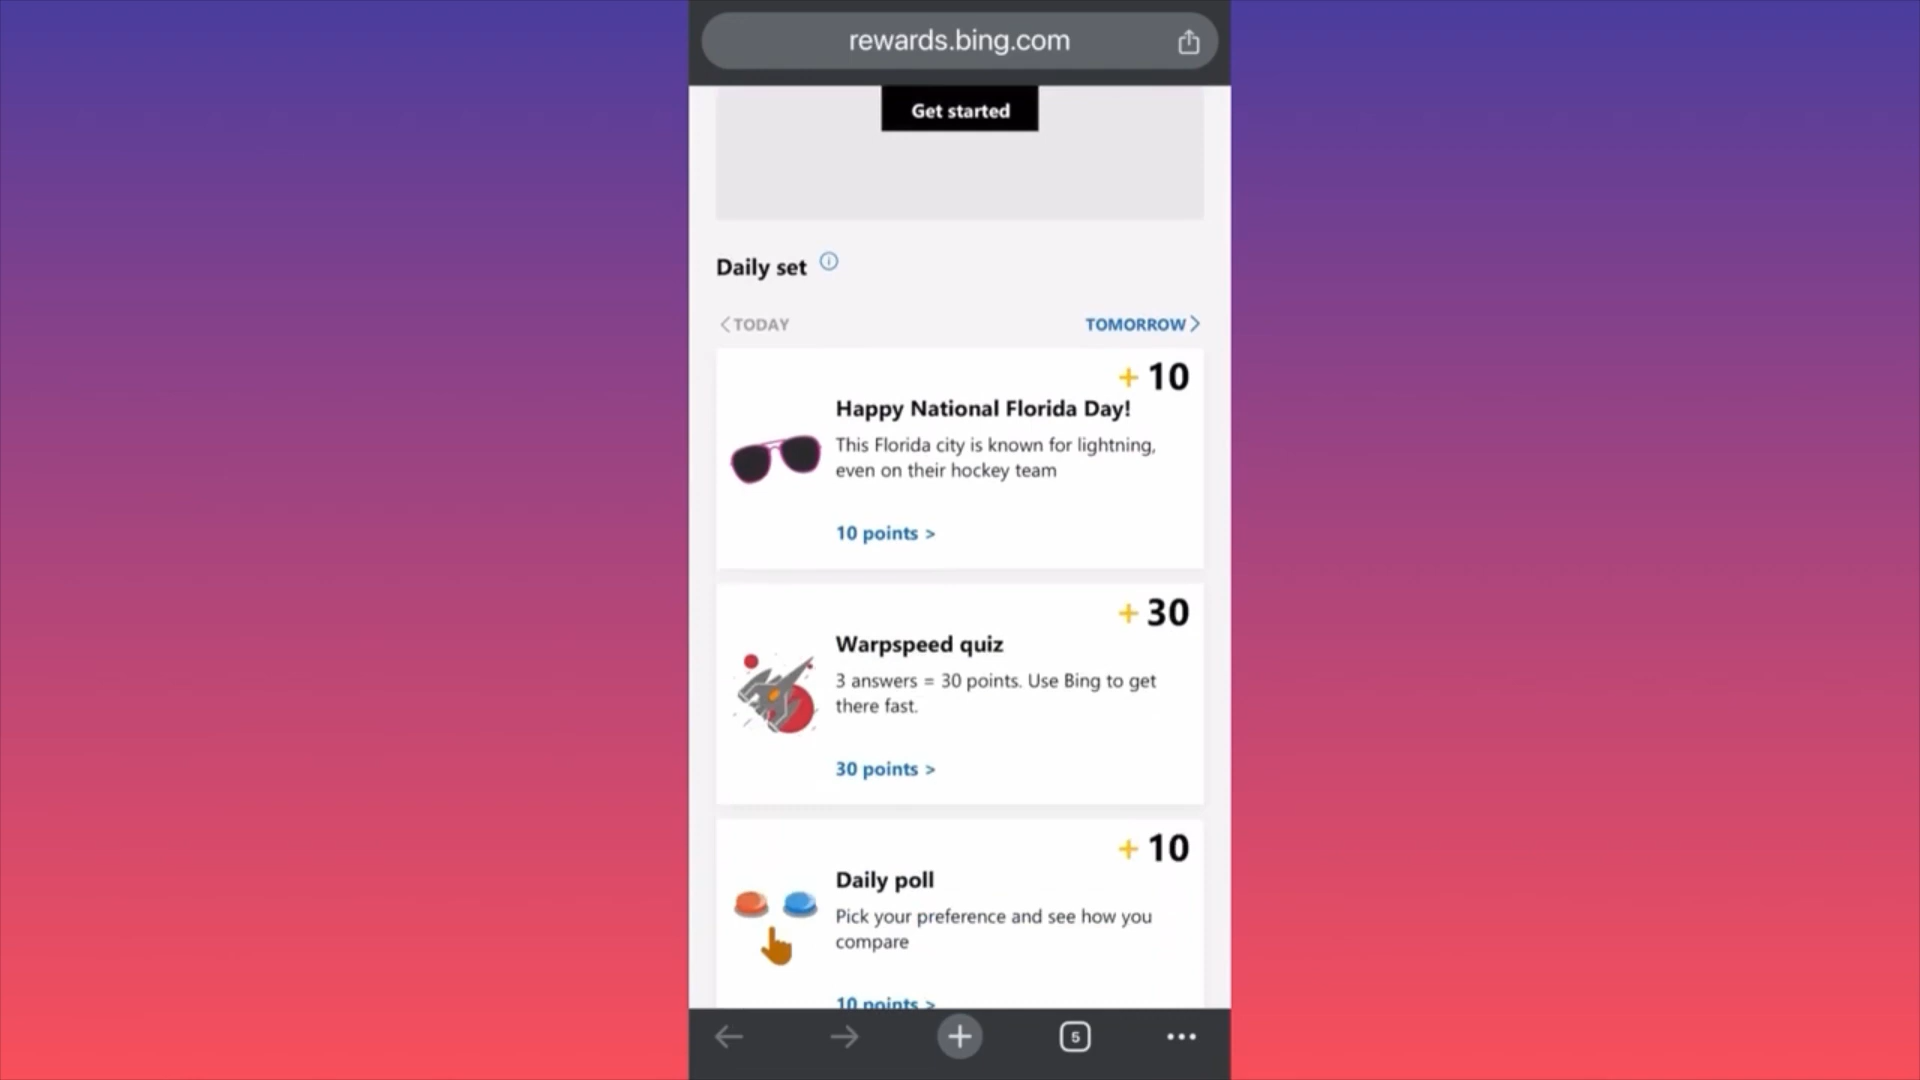 rewards.bing.com
Get started
Daily set
TODAY
TOMORROW
+ 10
Happy National Florida Day!
This Florida city is known for lightning,
even on their hockey team
10 points >
+ 30
Warpspeed quiz
3 answers = 30 points. Use Bing to get
there fast.
30 points >
+ 10
Daily poll
Pick your preference and see how you
compare
10 points >
5